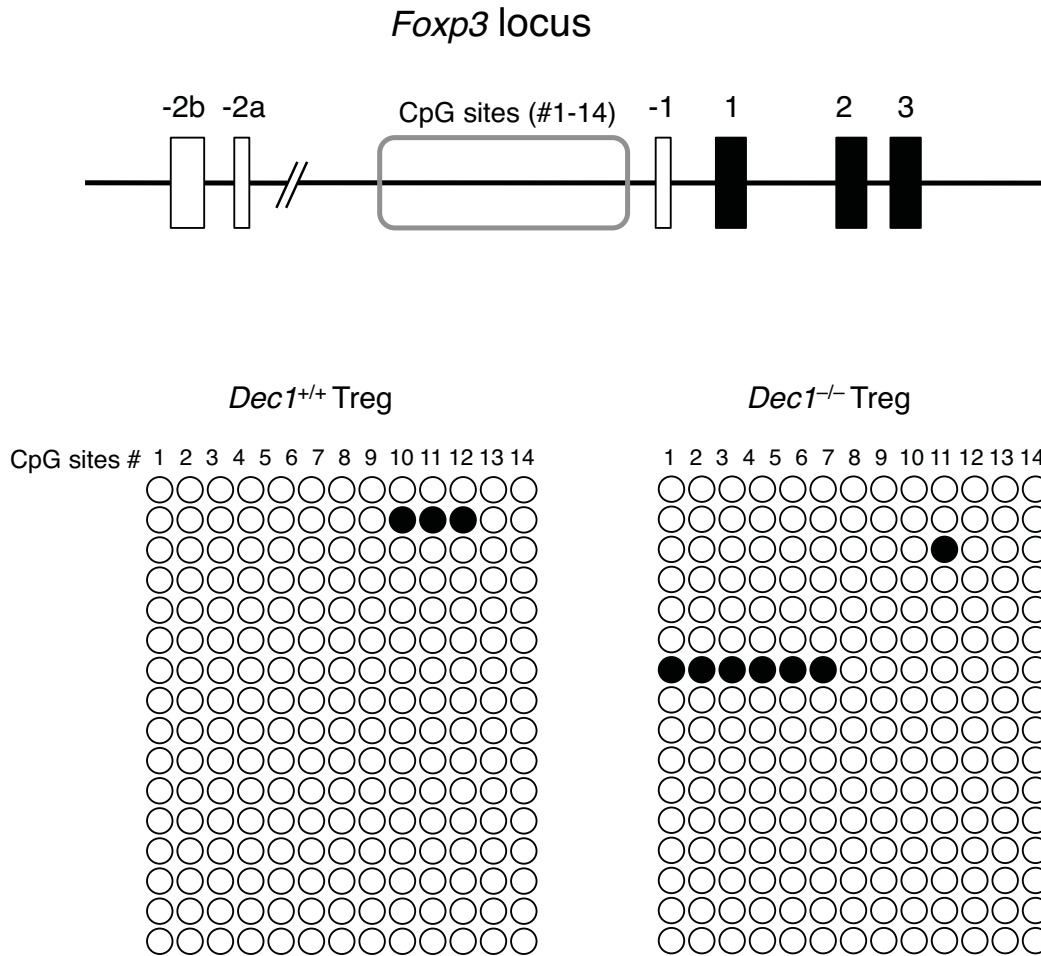 Foxp3 locus
-2b -2a CpG sites (#1-14) -1 1 2 3
Dec1+/+ Treg Dec1–/– Treg
CpG sites # 1 2 3 4 5 6 7 8 9 10 11 12 13 14 1 2 3 4 5 6 7 8 9 10 11 12 13 14